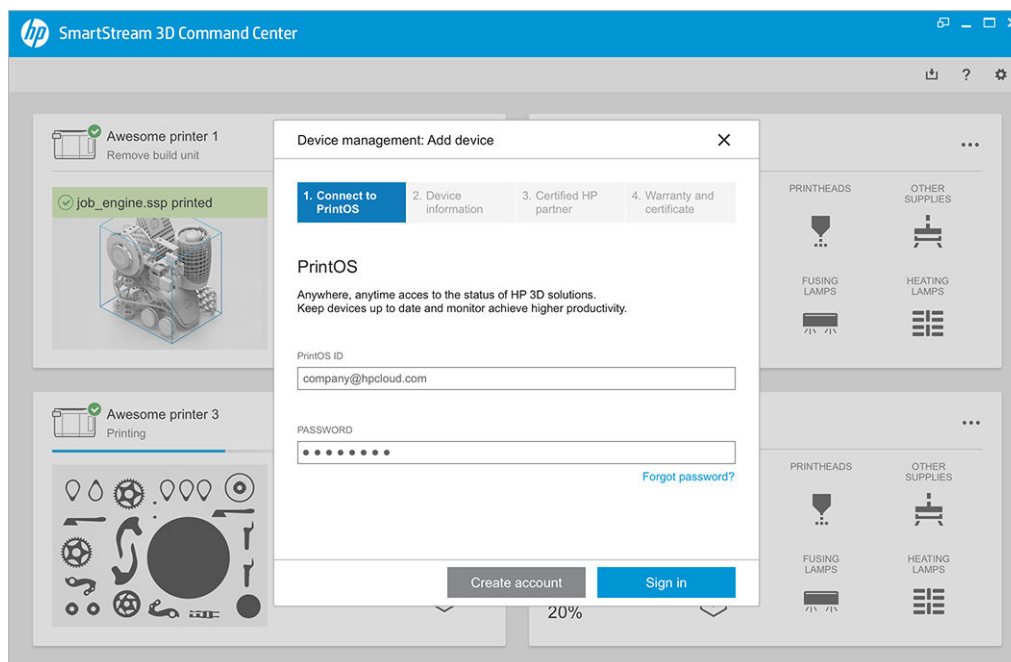 hp SmartStream 3D Command Center
?
Awesome printer 1
Remove build unit
job_engine.ssp printed
Device management: Add device
1. Connect to
PrintOS
2. Device
information
3. Certified HP
partner
4. Warranty and
certificate
PrintOS
Anywhere, anytime acces to the status of HP 3D solutions.
Keep devices up to date and monitor achieve higher productivity.
PrintOS ID
company@hpcloud.com
PASSWORD
Forgot password?
Create account
Sign in
PRINTHEADS
OTHER
SUPPLIES
FUSING
LAMPS
HEATING
LAMPS
Awesome printer 3
Printing
20%
PRINTHEADS
OTHER
SUPPLIES
FUSING
LAMPS
HEATING
LAMPS